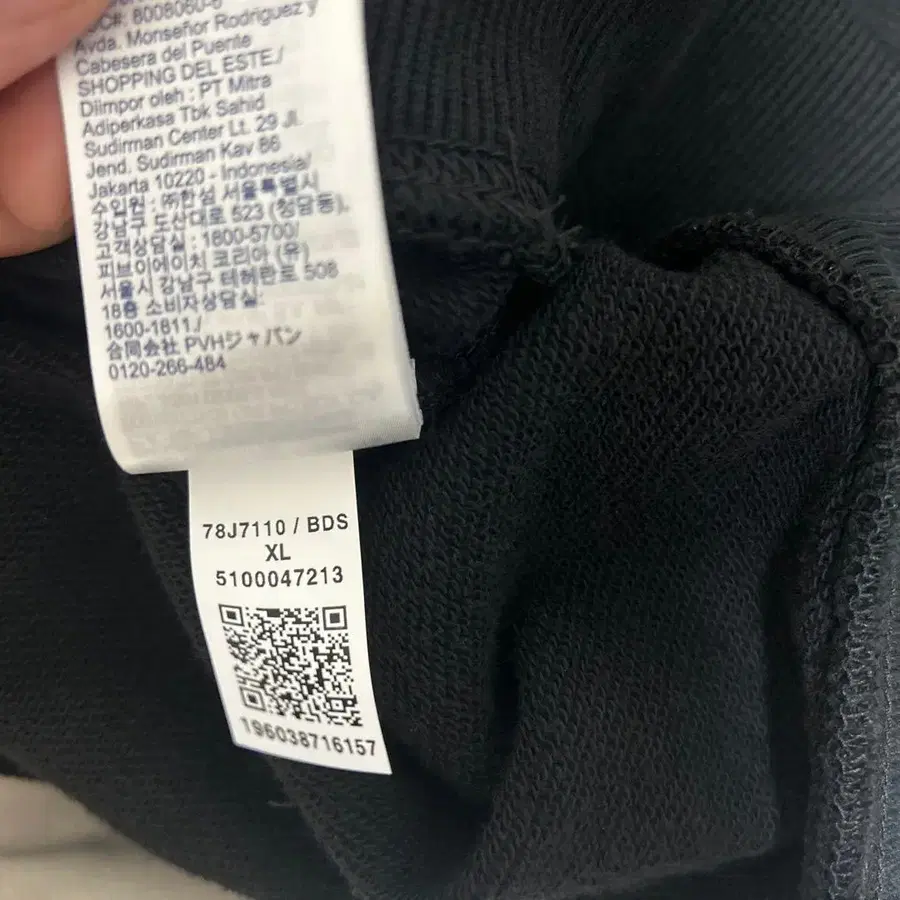 8008060-6
Avda. Monseñor Rodriguez y
Cabesera del Puente
SHOPPING DEL ESTE./
Diimpor oleh : PT Mitra
Adiperkasa Tbk Sahid
Sudirman Center Lt. 29 Jl.
Jend. Sudirman Kav 86
Jakarta 10220 - Indonesia/
수입원 : ㈜한섬 서울특별시
강남구 도산대로 523 (청담동),
고객상담실 : 1800-5700/
피브이에이치 코리아 (유)
서울시 강남구 테헤란로 508
18층 소비자상담실:
1600-1811./
合同会社 PVHジャパン
0120-266-484
78J7110 / BDS
XL
5100047213
196038716157